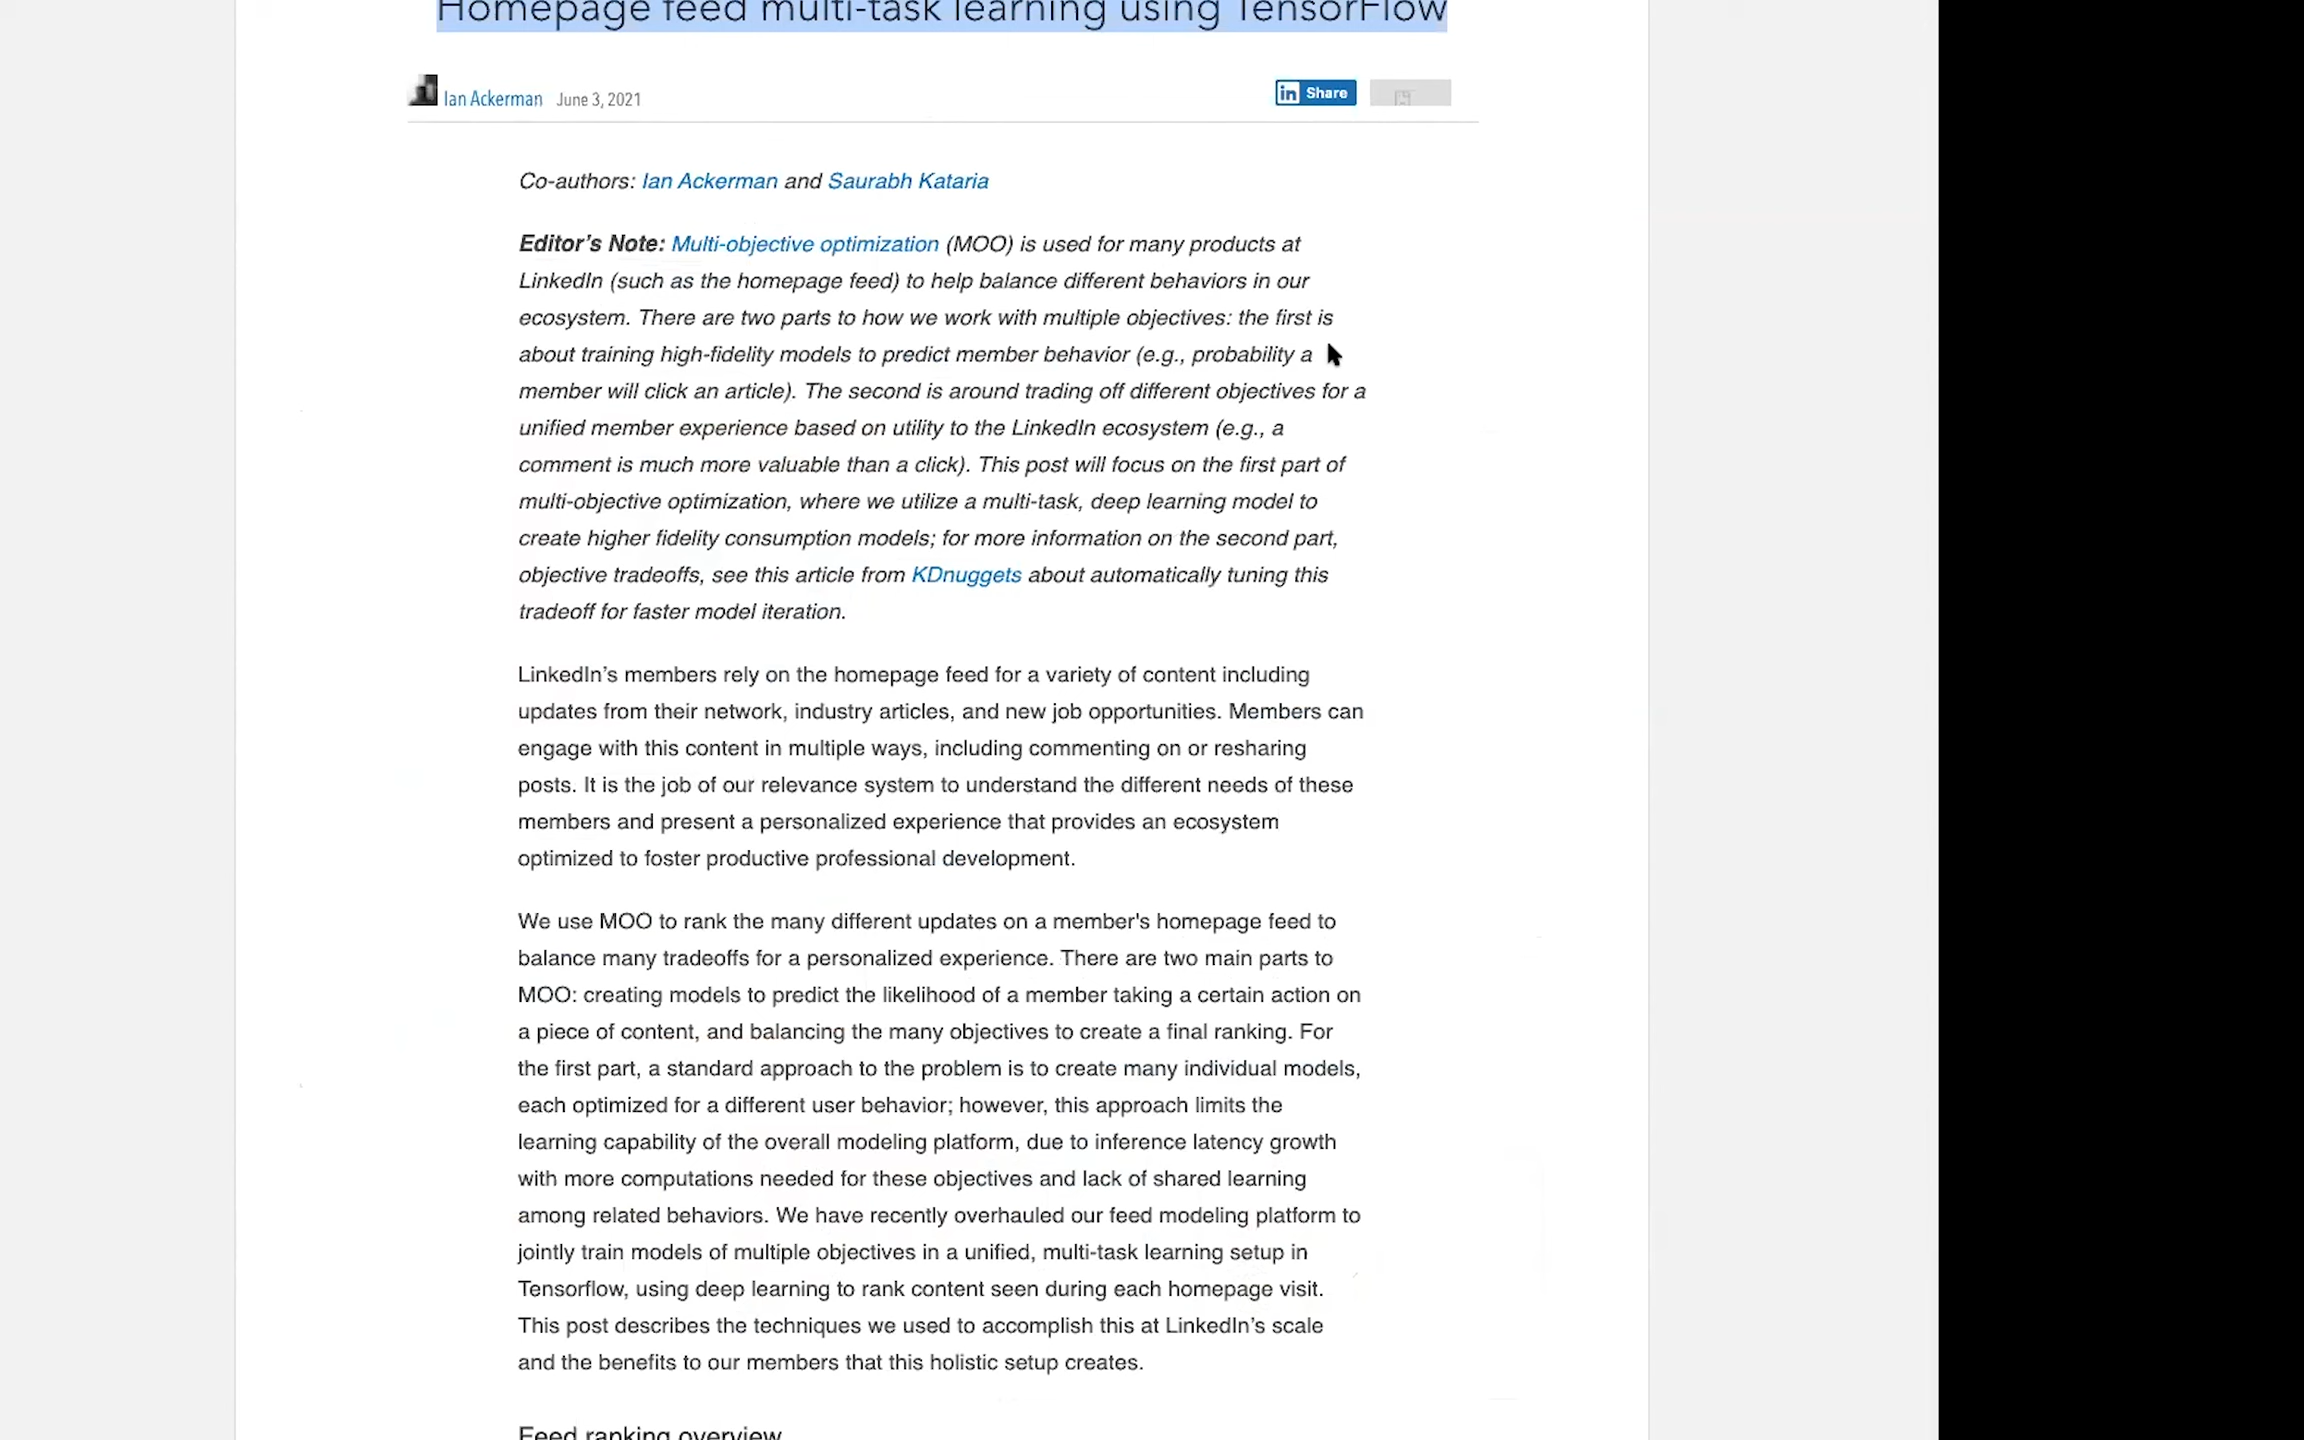 Homepage feed multi-task learning using TensorFlow
Ian Ackerman June 3, 2021
in Share
Co-authors: Ian Ackerman and Saurabh Kataria
Editor’s Note: Multi-objective optimization (MOO) is used for many products at
LinkedIn (such as the homepage feed) to help balance different behaviors in our
ecosystem. There are two parts to how we work with multiple objectives: the first is
about training high-fidelity models to predict member behavior (e.g., probability a
member will click an article). The second is around trading off different objectives for a
unified member experience based on utility to the LinkedIn ecosystem (e.g., a
comment is much more valuable than a click). This post will focus on the first part of
multi-objective optimization, where we utilize a multi-task, deep learning model to
create higher fidelity consumption models; for more information on the second part,
objective tradeoffs, see this article from KDnuggets about automatically tuning this
tradeoff for faster model iteration.
LinkedIn’s members rely on the homepage feed for a variety of content including
updates from their network, industry articles, and new job opportunities. Members can
engage with this content in multiple ways, including commenting on or resharing
posts. It is the job of our relevance system to understand the different needs of these
members and present a personalized experience that provides an ecosystem
optimized to foster productive professional development.
We use MOO to rank the many different updates on a member's homepage feed to
balance many tradeoffs for a personalized experience. There are two main parts to
MOO: creating models to predict the likelihood of a member taking a certain action on
a piece of content, and balancing the many objectives to create a final ranking. For
the first part, a standard approach to the problem is to create many individual models,
each optimized for a different user behavior; however, this approach limits the
learning capability of the overall modeling platform, due to inference latency growth
with more computations needed for these objectives and lack of shared learning
among related behaviors. We have recently overhauled our feed modeling platform to
jointly train models of multiple objectives in a unified, multi-task learning setup in
Tensorflow, using deep learning to rank content seen during each homepage visit.
This post describes the techniques we used to accomplish this at LinkedIn’s scale
and the benefits to our members that this holistic setup creates.
Feed ranking overview